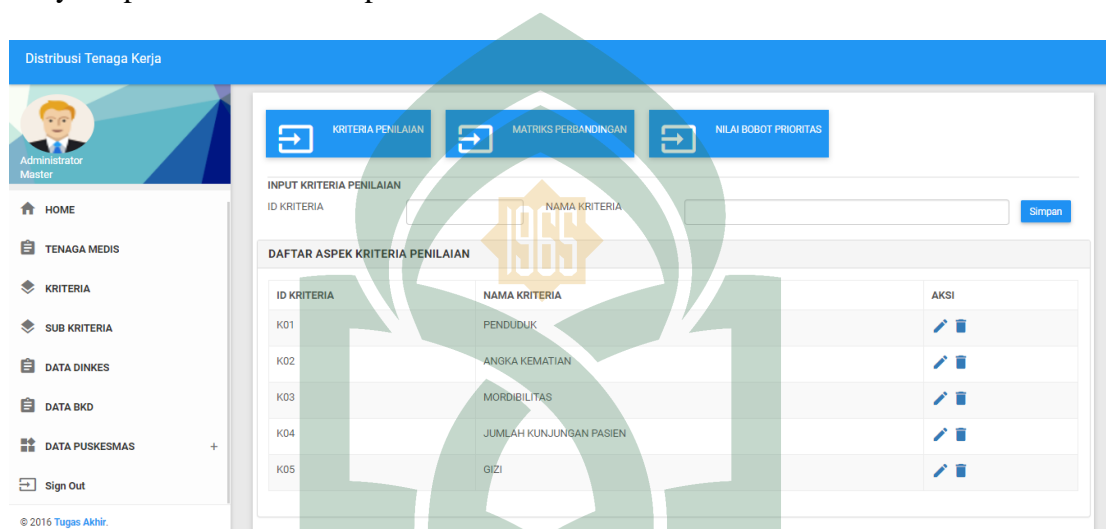 Distribusi Tenaga Kerja
Administrator
Master
HOME
TENAGA MEDIS
KRITERIA
SUB KRITERIA
DATA DINKES
DATA BKD
DATA PUSKESMAS +
Sign Out
© 2016 Tugas Akhir.
KRITERIA PENILAIAN MATRIKS PERBANDINGAN NILAI BOBOT PRIORITAS
INPUT KRITERIA PENILAIAN
ID KRITERIA NAMA KRITERIA Simpan
1965
DAFTAR ASPEK KRITERIA PENILAIAN
ID KRITERIA NAMA KRITERIA AKSI
K01 PENDUDUK
K02 ANGKA KEMATIAN
K03 MORDIBILITAS
K04 JUMLAH KUNJUNGAN PASIEN
K05 GIZI